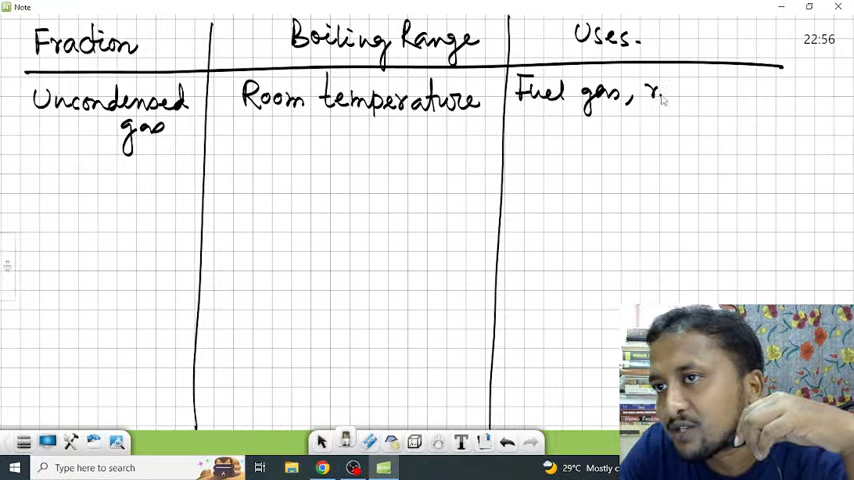 Note
22:56
Fraction Boiling Range Uses.
Uncondensed Room temperature Fuel gas, r
gas
Type here to search
29°C Mostly c